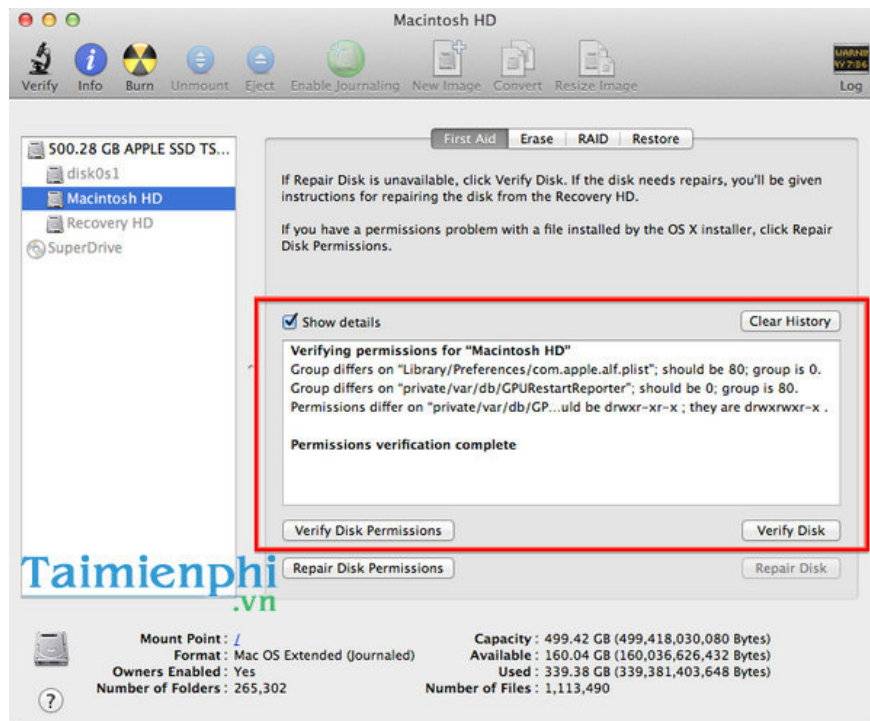 Macintosh HD
Verify Info Burn Unmount Eject Enable Journaling New Image Convert Resize Image Log
First Aid Erase RAID Restore
500.28 GB APPLE SSD TS...
disk0s1
Macintosh HD
Recovery HD
SuperDrive
If Repair Disk is unavailable, click Verify Disk. If the disk needs repairs, you'll be given
instructions for repairing the disk from the Recovery HD.
If you have a permissions problem with a file installed by the OS X installer, click Repair
Disk Permissions.
Show details Clear History
Verifying permissions for “Macintosh HD”
Group differs on “Library/Preferences/com.apple.alf.plist”; should be 80; group is 0.
Group differs on “private/var/db/GPURestartReporter”; should be 0; group is 80.
Permissions differ on “private/var/db/GP...uld be drwxr-xr-x ; they are drwxrwxr-x .
Permissions verification complete
Verify Disk Permissions Verify Disk
Repair Disk Permissions Repair Disk
Taimienphi
.vn
Mount Point : / Capacity : 499.42 GB (499,418,030,080 Bytes)
Format : Mac OS Extended (Journaled) Available : 160.04 GB (160,036,626,432 Bytes)
Owners Enabled : Yes Used : 339.38 GB (339,381,403,648 Bytes)
Number of Folders : 265,302 Number of Files : 1,113,490
?